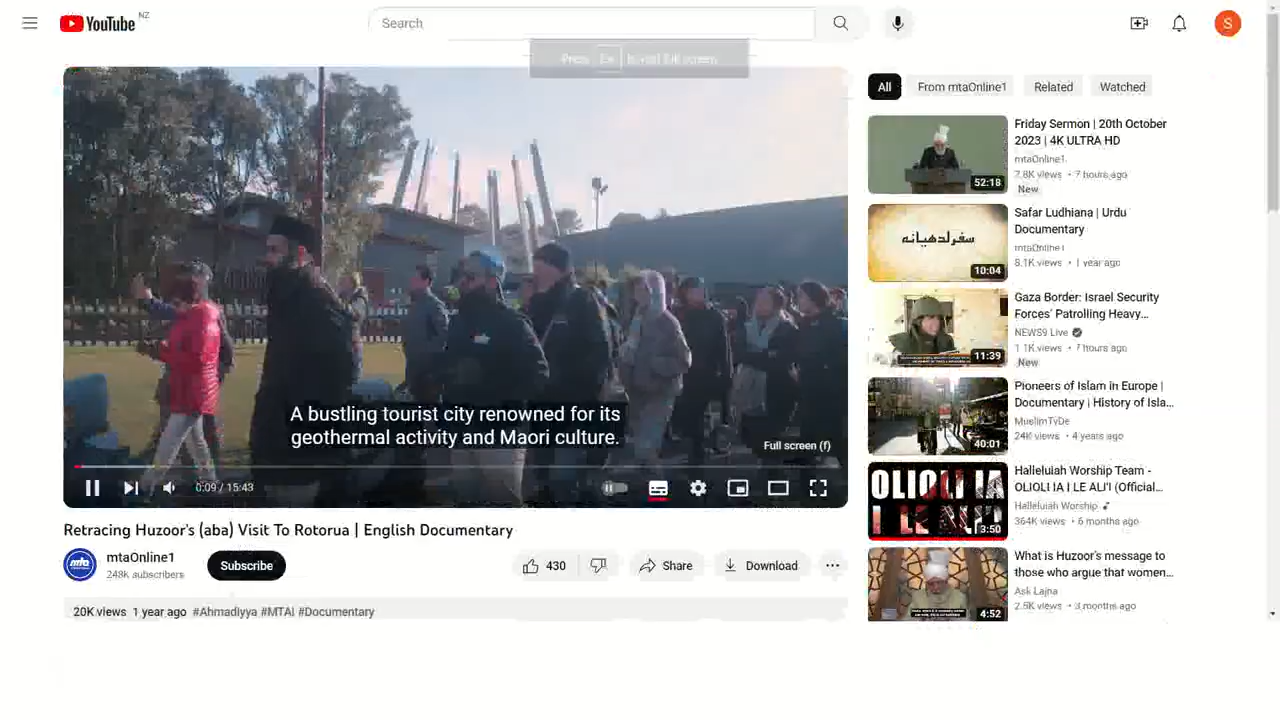 YouTube NZ
Search
S
Press Esc to exit full screen
All
From mtaOnline1
Related
Watched
A bustling tourist city renowned for its
geothermal activity and Maori culture.
Full screen (f)
0:09 / 15:43
Retracing Huzoor's (aba) Visit To Rotorua | English Documentary
mta
mtaOnline1
248K subscribers
Subscribe
430
Share
Download
20K views 1 year ago #Ahmadiyya #MTAi #Documentary
52:18
Friday Sermon | 20th October
2023 | 4K ULTRA HD
mtaOnline1
7.8K views • 7 hours ago
New
سفر لدھیانہ
10:04
Safar Ludhiana | Urdu
Documentary
mtaOnline1
8.1K views • 1 year ago
11:39
Gaza Border: Israel Security
Forces' Patrolling Heavy...
NEWS9 Live
1.1K views • 7 hours ago
New
40:01
Pioneers of Islam in Europe |
Documentary | History of Isla...
MuslimTvDe
24K views • 4 years ago
OLIOLI IA
I LE ALI'I
3:50
Halleluiah Worship Team -
OLIOLI IA I LE ALI'I (Official...
Halleluiah Worship
364K views • 6 months ago
4:52
What is Huzoor's message to
those who argue that women...
Ask Lajna
2.5K views • 3 months ago